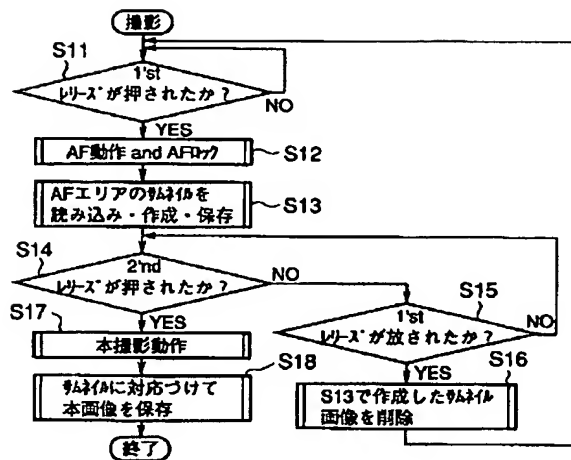 撮影
S11
1'st
ﾚﾘｰｽﾞが押されたか？
NO
YES
AF動作 and AFﾛｯｸ
S12
AFエリアのｻﾑﾈｲﾙを
読み込み・作成・保存
S13
S14
2'nd
ﾚﾘｰｽﾞが押されたか？
NO
YES
S15
1'st
ﾚﾘｰｽﾞが放されたか？
NO
YES
S17
本撮影動作
S16
S13で作成したｻﾑﾈｲﾙ
画像を削除
S18
ｻﾑﾈｲﾙに対応づけて
本画像を保存
終了